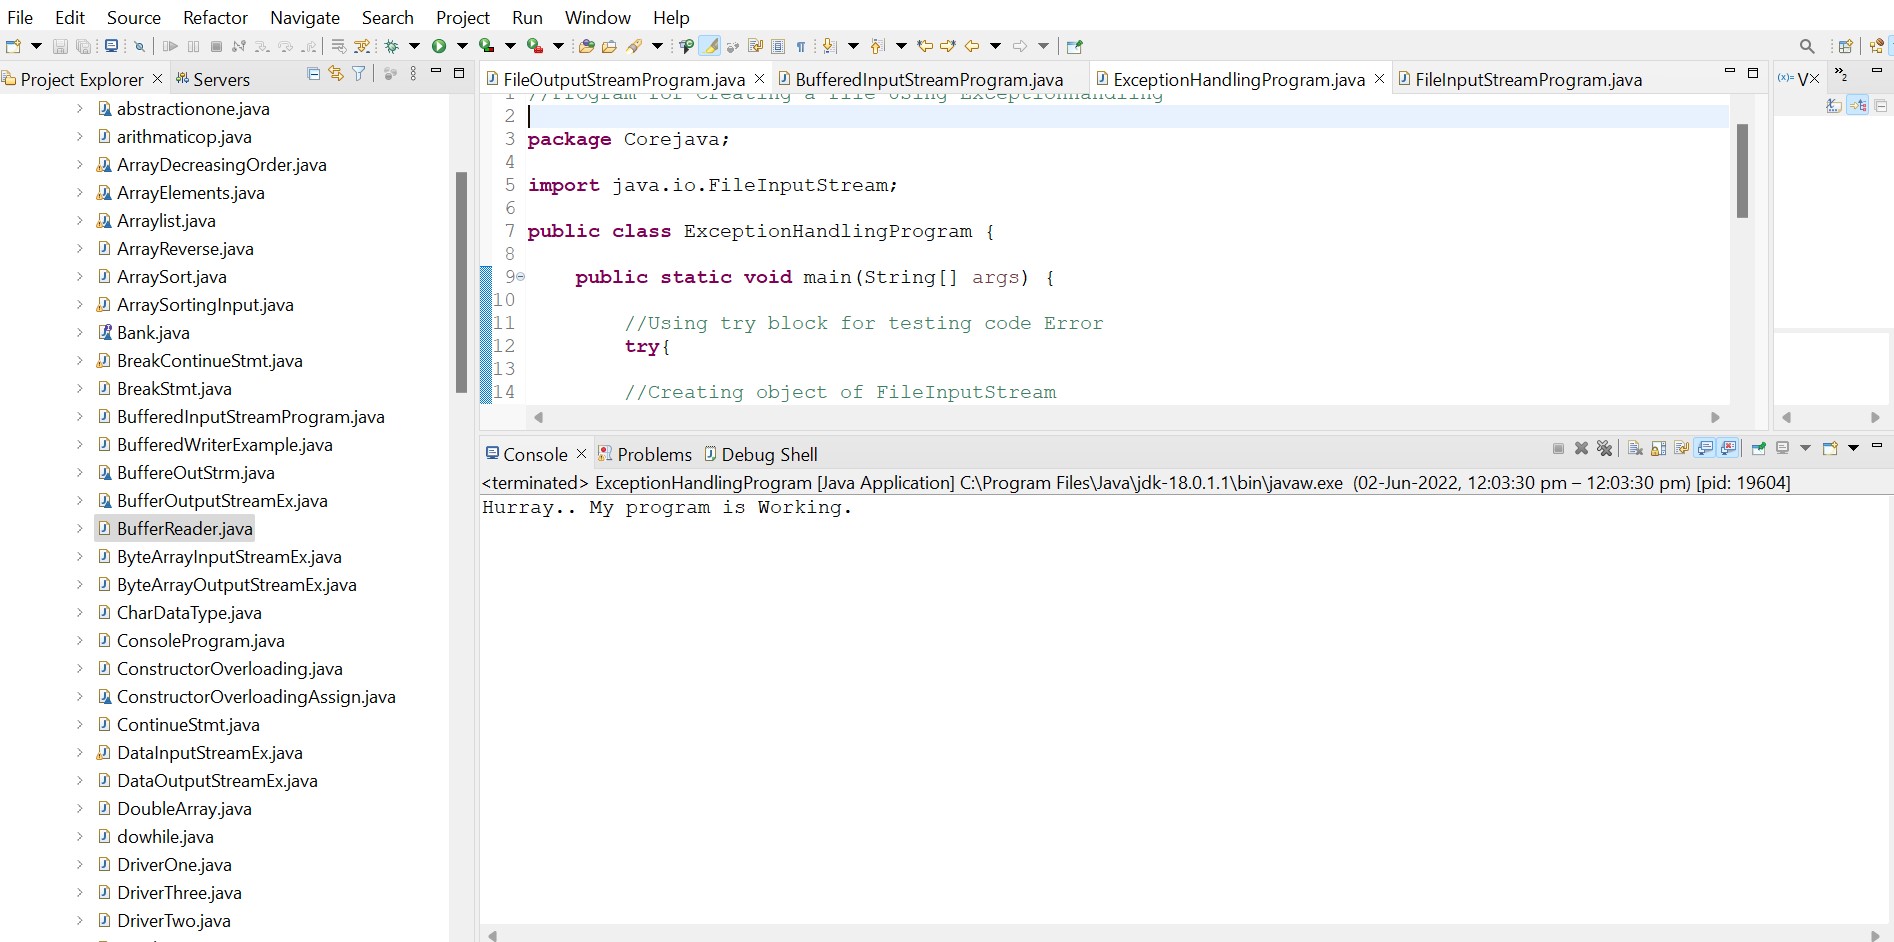 File Edit Source Refactor Navigate Search Project Run Window Help
Project Explorer Servers
abstractionone.java
arithmaticop.java
ArrayDecreasingOrder.java
ArrayElements.java
Arraylist.java
ArrayReverse.java
ArraySort.java
ArraySortingInput.java
Bank.java
BreakContinueStmt.java
BreakStmt.java
BufferedInputStreamProgram.java
BufferedWriterExample.java
BuffereOutStrm.java
BufferOutputStreamEx.java
BufferReader.java
ByteArrayInputStreamEx.java
ByteArrayOutputStreamEx.java
CharDataType.java
ConsoleProgram.java
ConstructorOverloading.java
ConstructorOverloadingAssign.java
ContinueStmt.java
DataInputStreamEx.java
DataOutputStreamEx.java
DoubleArray.java
dowhile.java
DriverOne.java
DriverThree.java
DriverTwo.java
FileOutputStreamProgram.java BufferedInputStreamProgram.java ExceptionHandlingProgram.java FileInputStreamProgram.java
1 //Program for Creating a file Using ExceptionHandling
2
3 package Corejava;
4
5 import java.io.FileInputStream;
6
7 public class ExceptionHandlingProgram {
8
9 public static void main(String[] args) {
10
11 //Using try block for testing code Error
12 try{
13
14 //Creating object of FileInputStream
(x)= V
»2
Console Problems Debug Shell
<terminated> ExceptionHandlingProgram [Java Application] C:\Program Files\Java\jdk-18.0.1.1\bin\javaw.exe (02-Jun-2022, 12:03:30 pm – 12:03:30 pm) [pid: 19604]
Hurray.. My program is Working.